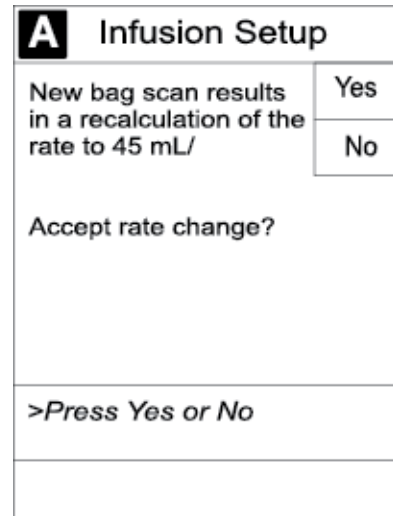 A Infusion Setup
New bag scan results
in a recalculation of the
rate to 45 mL/
Yes
No
Accept rate change?
>Press Yes or No